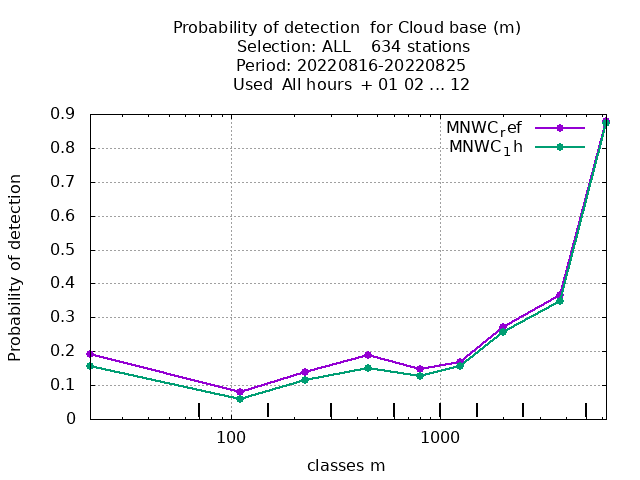 Probability of detection  for Cloud base (m)
Selection: ALL    634 stations
Period: 20220816-20220825
Used  All hours  + 01 02 ... 12
MNWCref
MNWC1h
0.9
0.8
0.7
0.6
0.5
0.4
0.3
0.2
0.1
0
Probability of detection
100
1000
classes m